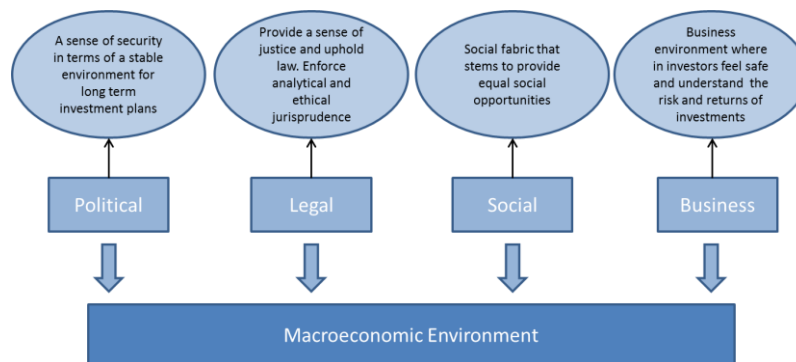 A sense of security
in terms of a stable
environment for
long term
investment plans
Provide a sense of
justice and uphold
law. Enforce
analytical and
ethical
jurisprudence
Social fabric that
stems to provide
equal social
opportunities
Business
environment where
in investors feel safe
and understand the
risk and returns of
investments
Political
Legal
Social
Business
Macroeconomic Environment